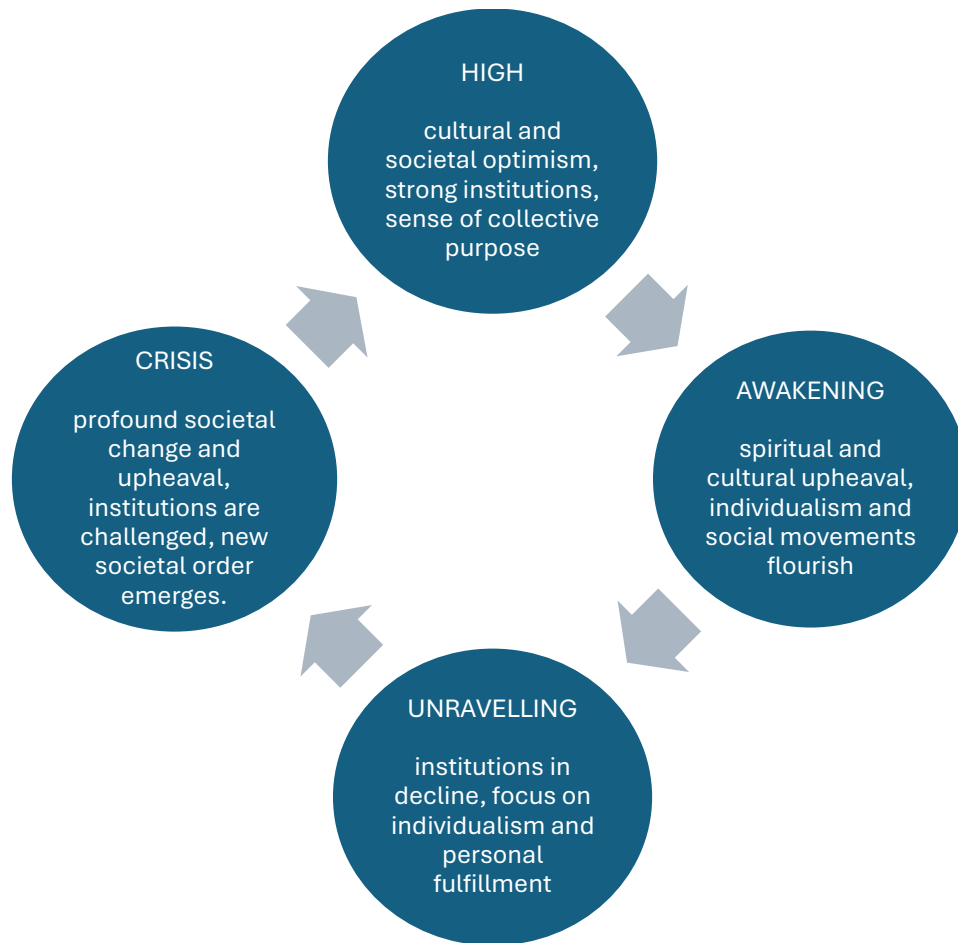 HIGH
cultural and
societal optimism,
strong institutions,
sense of collective
purpose
AWAKENING
spiritual and
cultural upheaval,
individualism and
social movements
flourish
UNRAVELLING
institutions in
decline, focus on
individualism and
personal
fulfillment
CRISIS
profound societal
change and
upheaval,
institutions are
challenged, new
societal order
emerges.